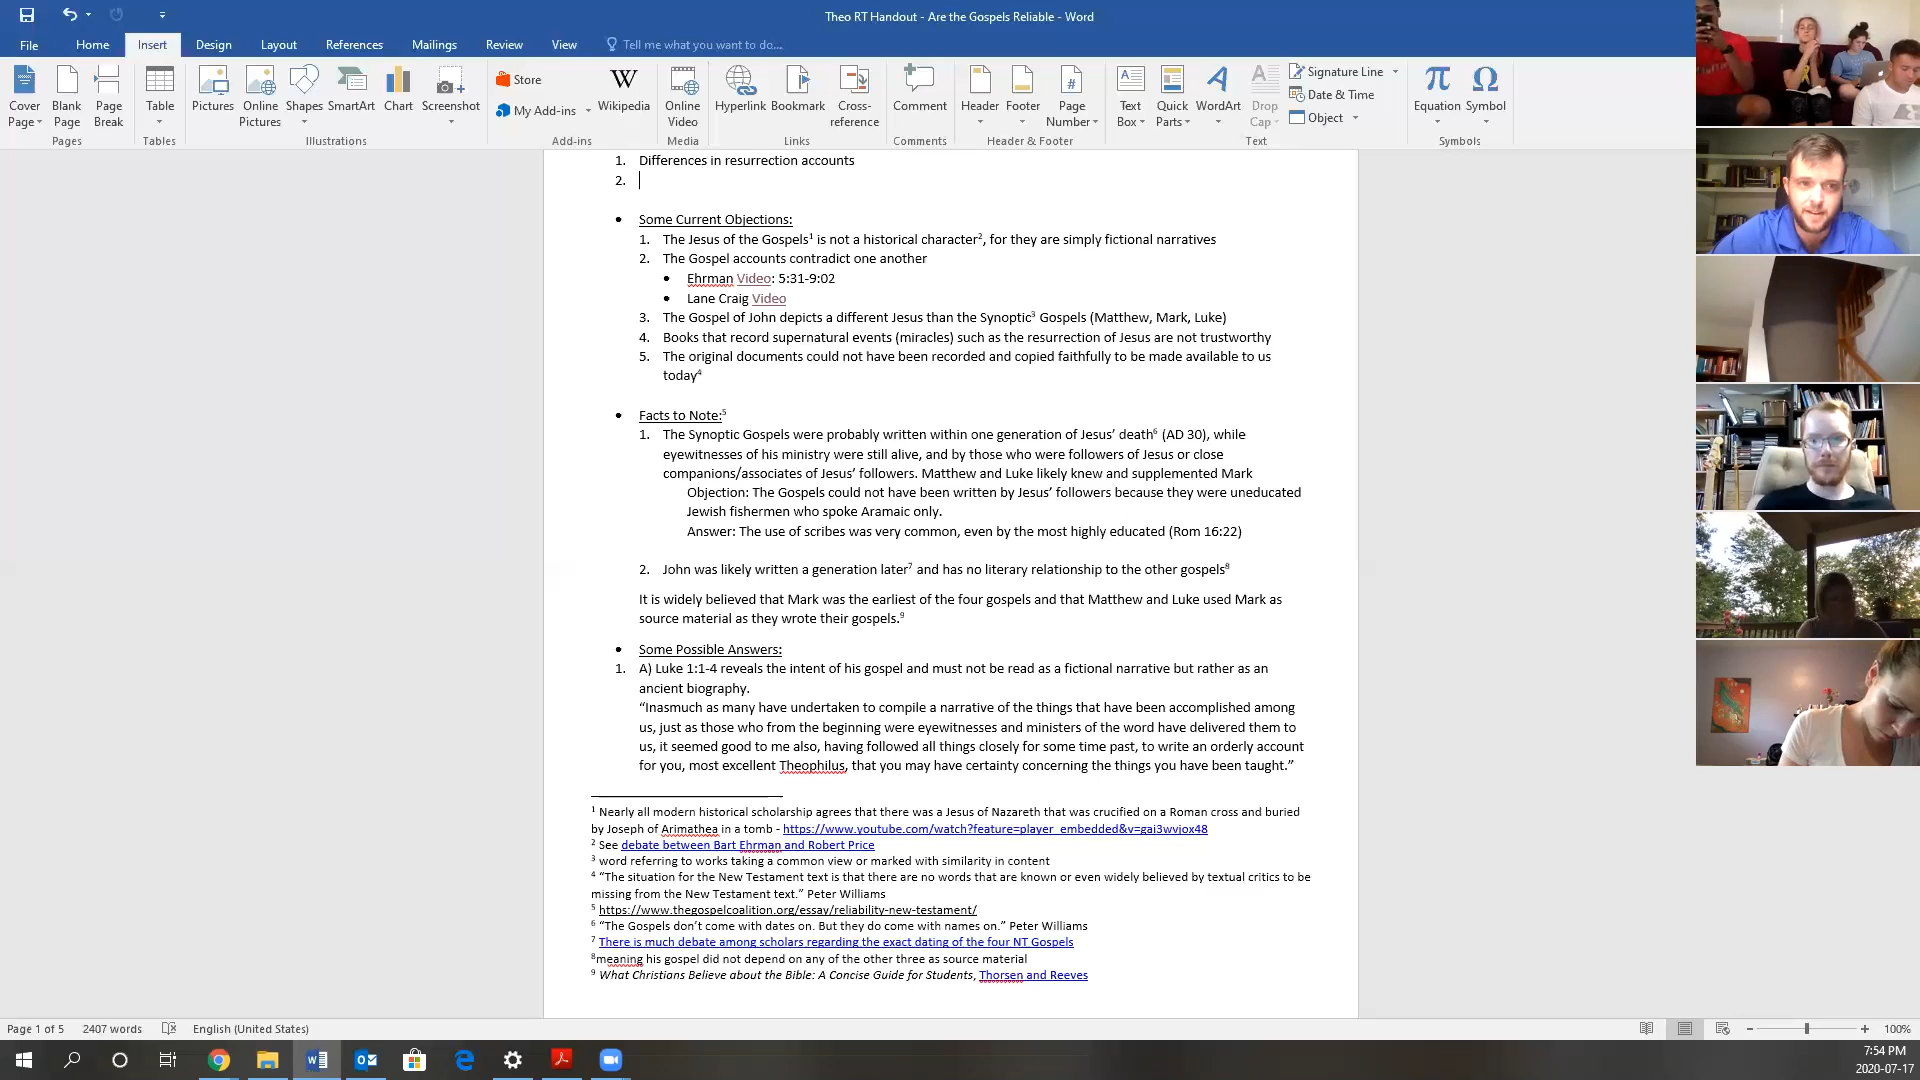 Theo RT Handout - Are the Gospels Reliable - Word
File Home Insert Design Layout References Mailings Review View Tell me what you want to do...
Cover Page
Blank Page
Page Break
Pages
Table
Tables
Pictures
Online Pictures
Shapes
SmartArt
Chart
Screenshot
Illustrations
Store
My Add-ins
Wikipedia
Add-ins
Online Video
Media
Hyperlink
Bookmark
Cross-reference
Links
Comment
Comments
Header
Footer
Page Number
Header & Footer
Text Box
Quick Parts
WordArt
Drop Cap
Signature Line
Date & Time
Object
Text
Equation
Symbol
Symbols
1. Differences in resurrection accounts
2.
• Some Current Objections:
1. The Jesus of the Gospels¹ is not a historical character², for they are simply fictional narratives
2. The Gospel accounts contradict one another
• Ehrman Video: 5:31-9:02
• Lane Craig Video
3. The Gospel of John depicts a different Jesus than the Synoptic³ Gospels (Matthew, Mark, Luke)
4. Books that record supernatural events (miracles) such as the resurrection of Jesus are not trustworthy
5. The original documents could not have been recorded and copied faithfully to be made available to us
today⁴
• Facts to Note:⁵
1. The Synoptic Gospels were probably written within one generation of Jesus’ death⁶ (AD 30), while
eyewitnesses of his ministry were still alive, and by those who were followers of Jesus or close
companions/associates of Jesus’ followers. Matthew and Luke likely knew and supplemented Mark
Objection: The Gospels could not have been written by Jesus’ followers because they were uneducated
Jewish fishermen who spoke Aramaic only.
Answer: The use of scribes was very common, even by the most highly educated (Rom 16:22)
2. John was likely written a generation later⁷ and has no literary relationship to the other gospels⁸
It is widely believed that Mark was the earliest of the four gospels and that Matthew and Luke used Mark as
source material as they wrote their gospels.⁹
• Some Possible Answers:
1. A) Luke 1:1-4 reveals the intent of his gospel and must not be read as a fictional narrative but rather as an
ancient biography.
“Inasmuch as many have undertaken to compile a narrative of the things that have been accomplished among
us, just as those who from the beginning were eyewitnesses and ministers of the word have delivered them to
us, it seemed good to me also, having followed all things closely for some time past, to write an orderly account
for you, most excellent Theophilus, that you may have certainty concerning the things you have been taught.”
¹ Nearly all modern historical scholarship agrees that there was a Jesus of Nazareth that was crucified on a Roman cross and buried
by Joseph of Arimathea in a tomb - https://www.youtube.com/watch?feature=player_embedded&v=gai3wvjox48
² See debate between Bart Ehrman and Robert Price
³ word referring to works taking a common view or marked with similarity in content
⁴ “The situation for the New Testament text is that there are no words that are known or even widely believed by textual critics to be
missing from the New Testament text.” Peter Williams
⁵ https://www.thegospelcoalition.org/essay/reliability-new-testament/
⁶ “The Gospels don’t come with dates on. But they do come with names on.” Peter Williams
⁷ There is much debate among scholars regarding the exact dating of the four NT Gospels
⁸meaning his gospel did not depend on any of the other three as source material
⁹ What Christians Believe about the Bible: A Concise Guide for Students, Thorsen and Reeves
Page 1 of 5 2407 words English (United States) 100%
7:54 PM
2020-07-17